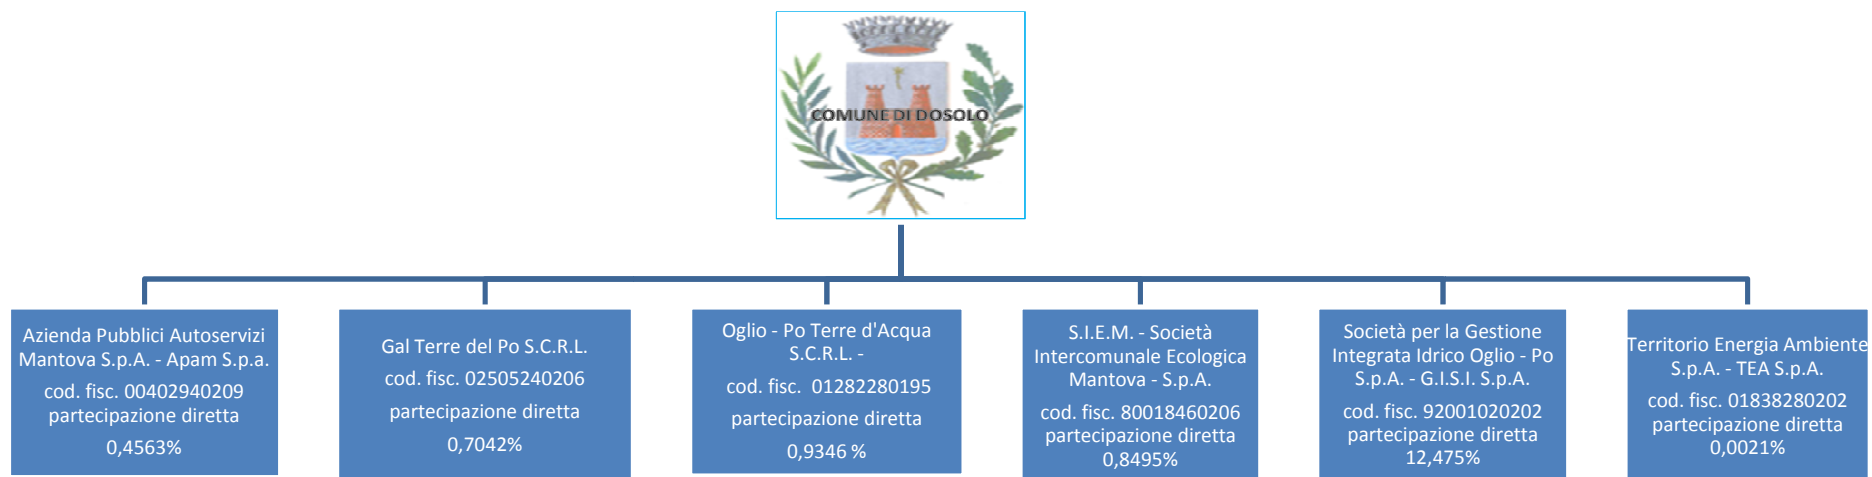 COMUNE DI DOSOLO
Azienda Pubblici Autoservizi
Mantova S.p.A. - Apam S.p.a.
cod. fisc. 00402940209
partecipazione diretta
0,4563%
Gal Terre del Po S.C.R.L.
cod. fisc. 02505240206
partecipazione diretta
0,7042%
Oglio - Po Terre d'Acqua
S.C.R.L. -
cod. fisc. 01282280195
partecipazione diretta
0,9346 %
S.I.E.M. - Società
Intercomunale Ecologica
Mantova - S.p.A.
cod. fisc. 80018460206
partecipazione diretta
0,8495%
Società per la Gestione
Integrata Idrico Oglio - Po
S.p.A. - G.I.S.I. S.p.A.
cod. fisc. 92001020202
partecipazione diretta
12,475%
Territorio Energia Ambiente
S.p.A. - TEA S.p.A.
cod. fisc. 01838280202
partecipazione diretta
0,0021%